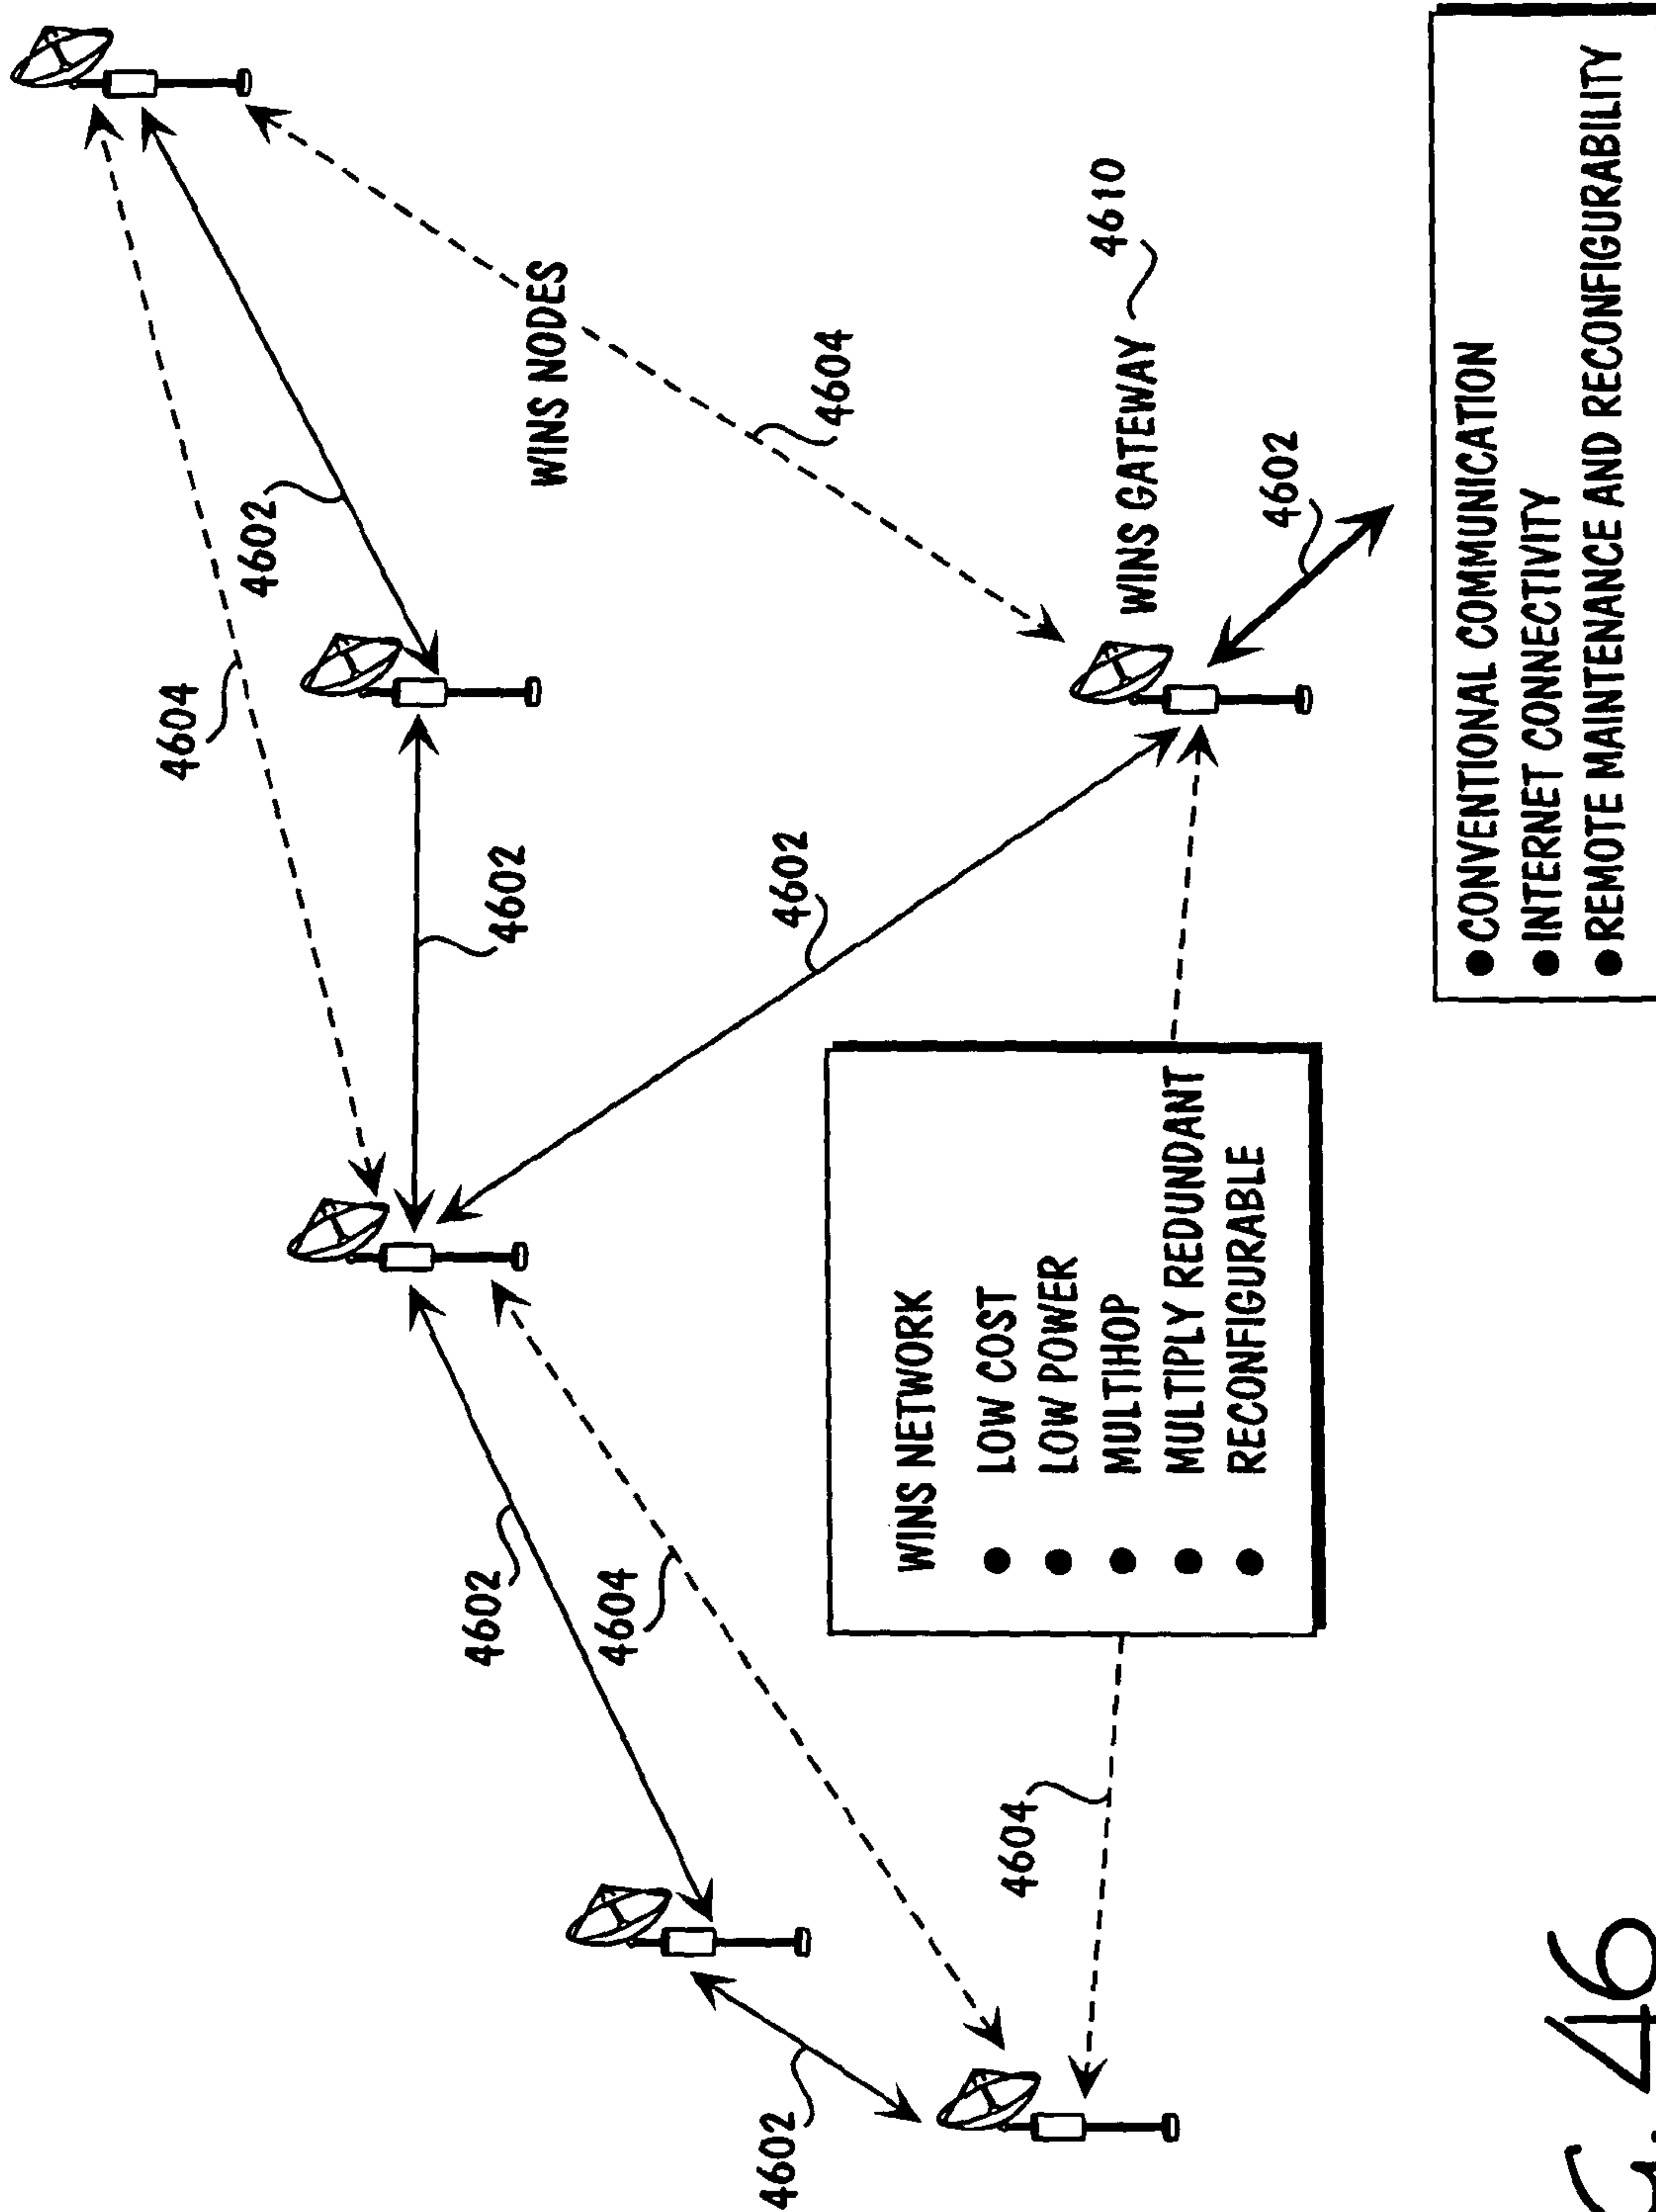 4604
4602
4602
4602
WINS NODES
4604
4602
4602
4604
WINS NETWORK
● LOW COST
● LOW POWER
● MULTIHOP
● MULTIPLY REDUNDANT
● RECONFIGURABLE
4604
WINS GATEWAY 4610
4602
● CONVENTIONAL COMMUNICATION
● INTERNET CONNECTIVITY
● REMOTE MAINTENANCE AND RECONFIGURABILITY
G. 46